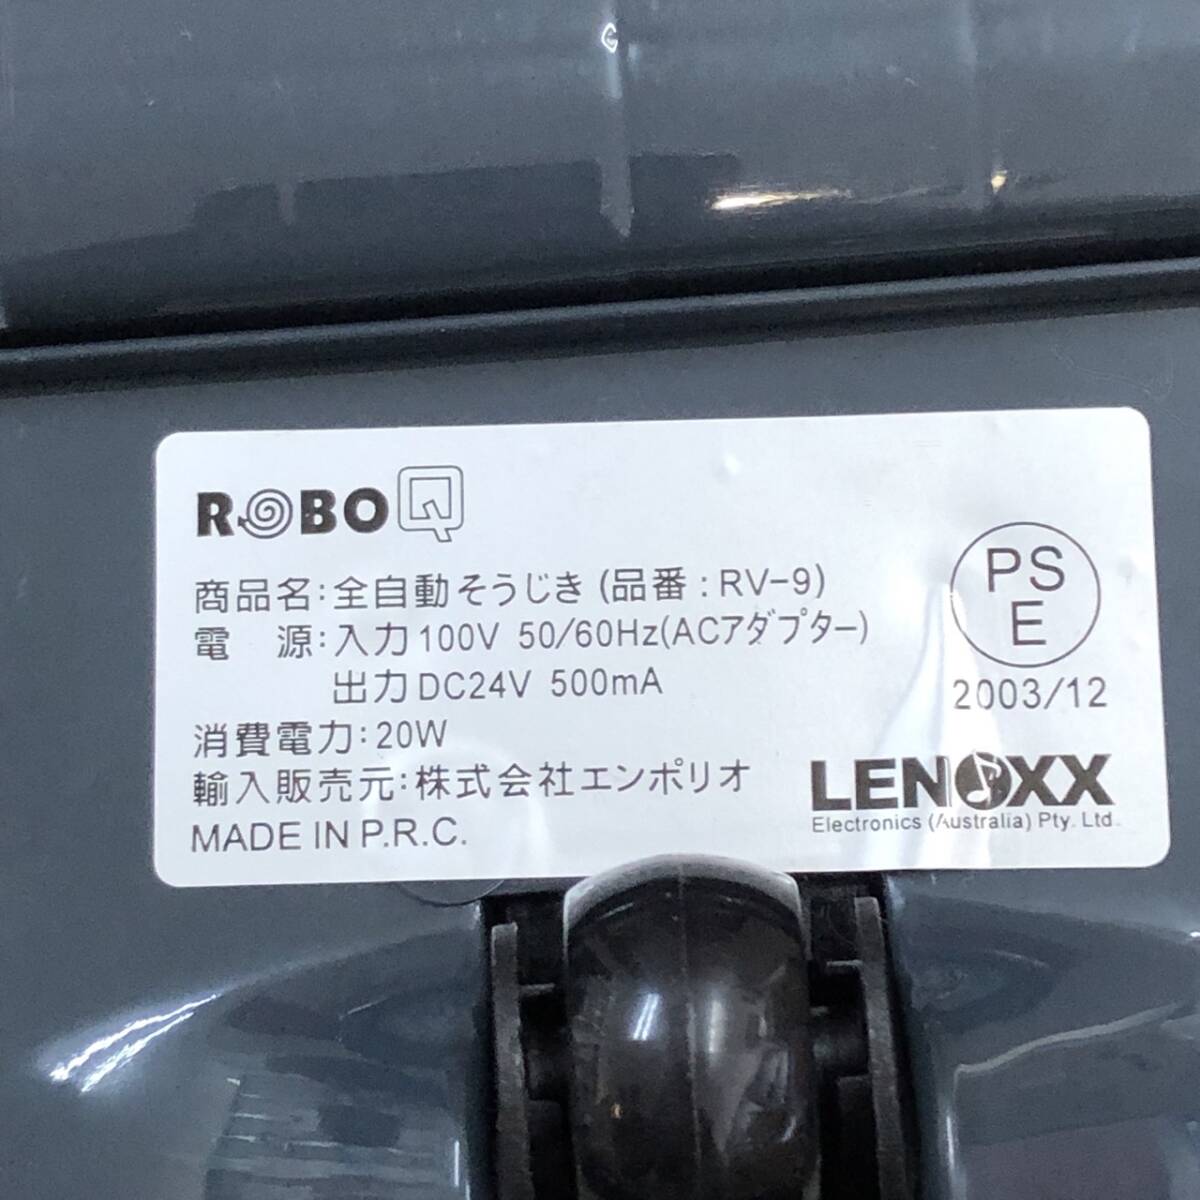 ROBOQ
商品名:全自動そうじき(品番:RV-9)
電 源:入力100V 50/60Hz(ACアダプター)
出力DC24V 500mA
消費電力:20W
輸入販売元:株式会社エンポリオ
MADE IN P.R.C.
PS
E
2003/12
LENOXX
Electronics (Australia) Pty. Ltd.